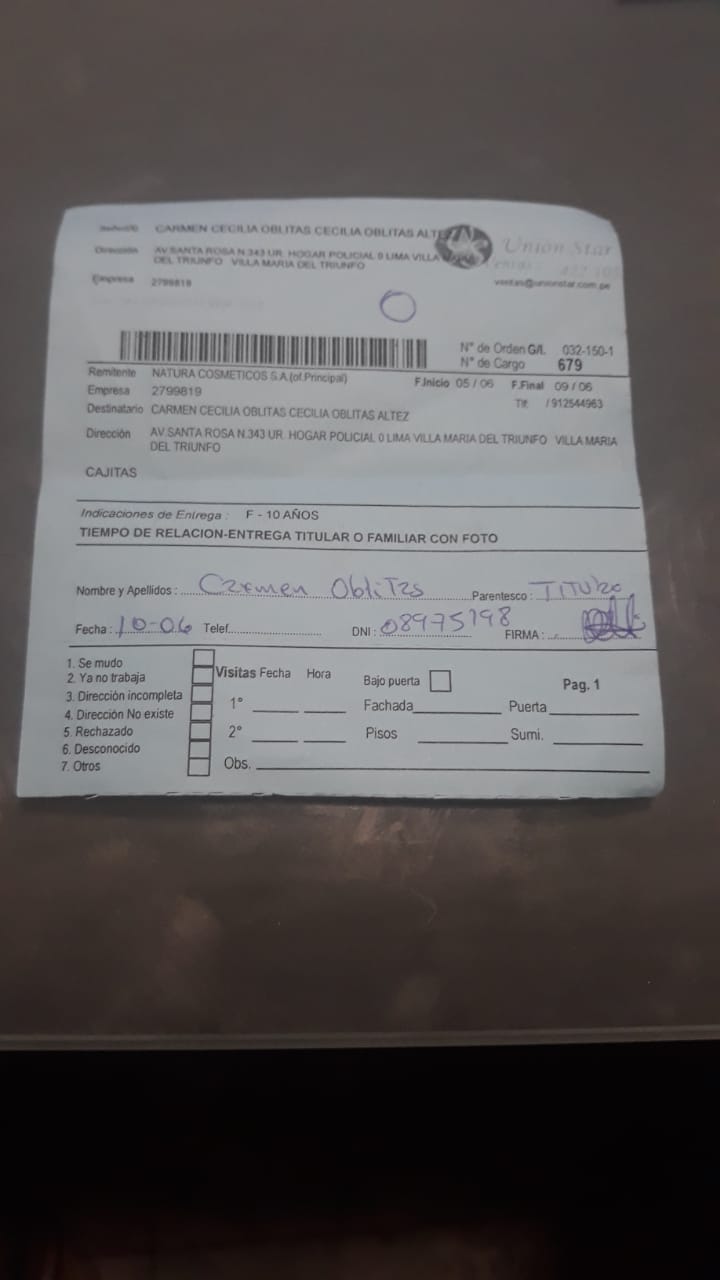 CARMEN CECILIA OBLITAS CECILIA OBLITAS ALTEZ
Dirección AV.SANTA ROSA N.343 UR. HOGAR POLICIAL 0 LIMA VILLA MARIA
DEL TRIUNFO VILLA MARIA DEL TRIUNFO
Empresa 2799819
Union Star
ventas@unionstar.com.pe
N° de Orden G/I. 032-150-1
N° de Cargo 679
Remitente NATURA COSMETICOS S.A.(of.Principal)
F.Inicio 05 / 06 F.Final 09 / 06
Empresa 2799819
Tlf. / 912544963
Destinatario CARMEN CECILIA OBLITAS CECILIA OBLITAS ALTEZ
Dirección AV.SANTA ROSA N.343 UR. HOGAR POLICIAL 0 LIMA VILLA MARIA DEL TRIUNFO VILLA MARIA
DEL TRIUNFO
CAJITAS
Indicaciones de Entrega : F - 10 AÑOS
TIEMPO DE RELACION-ENTREGA TITULAR O FAMILIAR CON FOTO
Nombre y Apellidos : Carmen Oblitas Parentesco :
Fecha : 10-06 Telef. DNI : 08975198 FIRMA :
1. Se mudo
2. Ya no trabaja
3. Dirección incompleta
4. Dirección No existe
5. Rechazado
6. Desconocido
7. Otros
Visitas Fecha Hora
1°
2°
Obs.
Bajo puerta
Pag. 1
Fachada Puerta
Pisos Sumi.